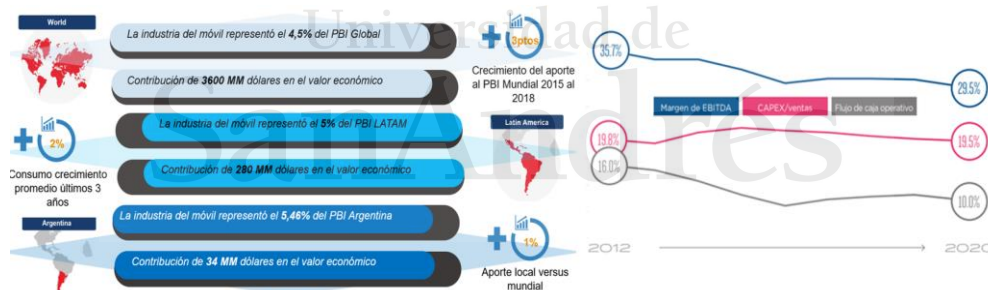 Universidad de
SanAndrés
World
La industria del móvil representó el 4,5% del PBI Global
Contribución de 3600 MM dólares en el valor económico
3ptos
Crecimiento del aporte
al PBI Mundial 2015 al
2018
La industria del móvil representó el 5% del PBI LATAM
Contribución de 280 MM dólares en el valor económico
Latin America
2%
Consumo crecimiento
promedio últimos 3
años
Argentina
La industria del móvil representó el 5,46% del PBI Argentina
Contribución de 34 MM dólares en el valor económico
1%
Aporte local versus
mundial
35.7%
29.5%
Margen de EBITDA
CAPEX/ventas
Flujo de caja operativo
19.8%
19.5%
16.0%
10.0%
2012
2020